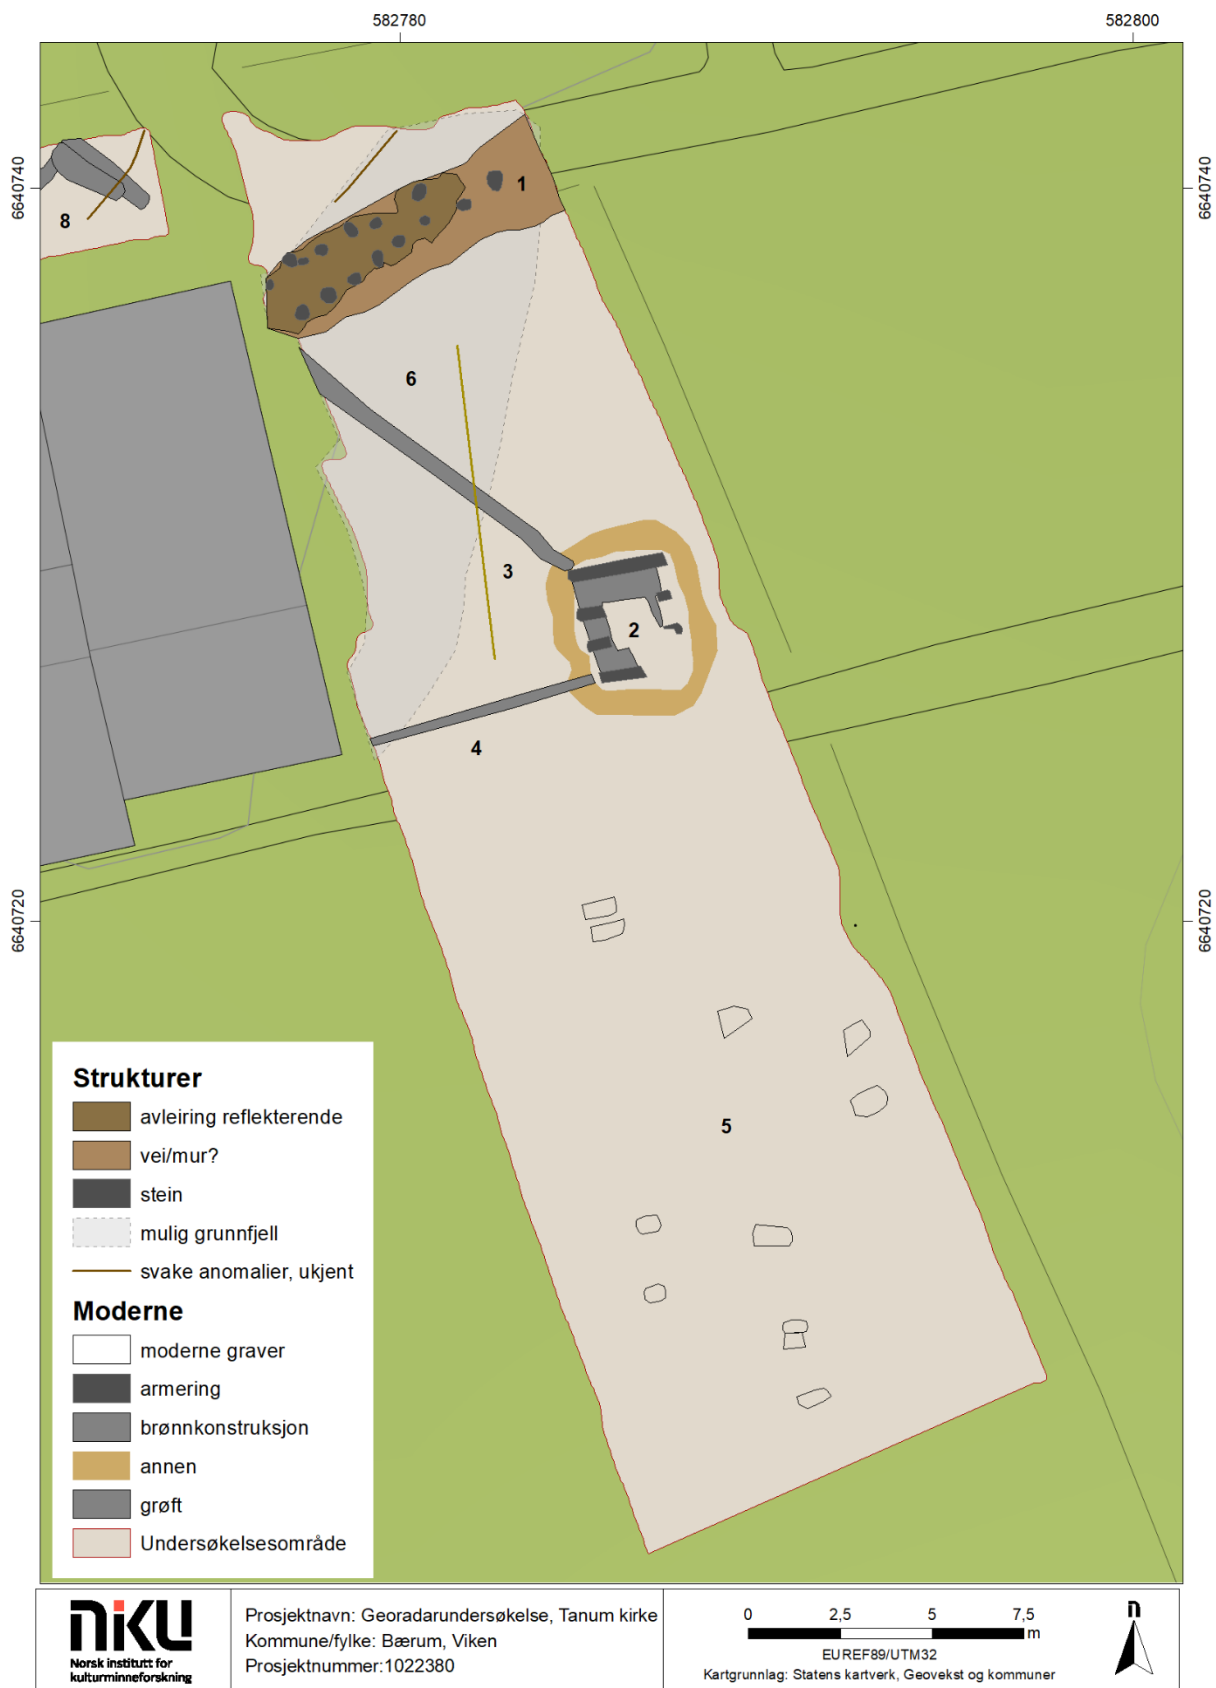 582780
582800
6640740
6640740
1
8
6
3
2
4
6640720
6640720
5
Strukturer
avleiring reflekterende
vei/mur?
stein
mulig grunnfjell
svake anomalier, ukjent
Moderne
moderne graver
armering
brønnkonstruksjon
annen
grøft
Undersøkelsesområde
niKU
Norsk institutt for
kulturminneforskning
Prosjektnavn: Georadarundersøkelse, Tanum kirke
Kommune/fylke: Bærum, Viken
Prosjektnummer:1022380
0 2,5 5 7,5
m
EUREF89/UTM32
Kartgrunnlag: Statens kartverk, Geovekst og kommuner
n